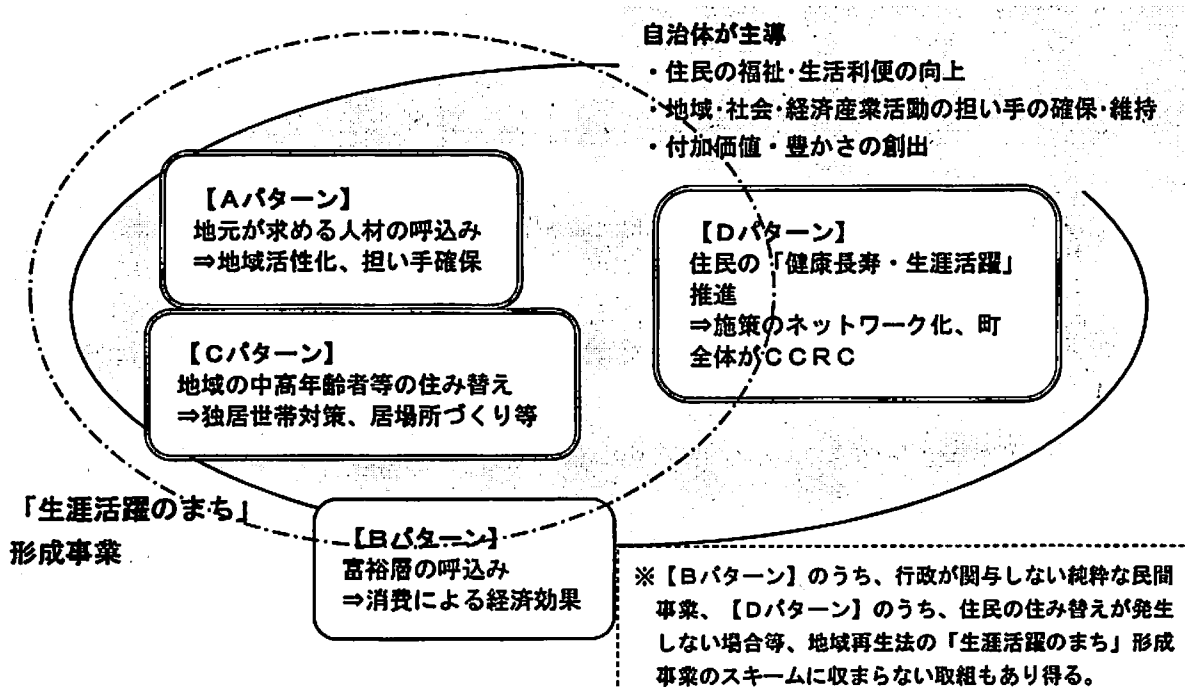 自治体が主導
・住民の福祉・生活利便の向上
・地域・社会・経済産業活動の担い手の確保・維持
・付加価値・豊かさの創出
【Aパターン】
地元が求める人材の呼込み
⇒地域活性化、担い手確保
【Dパターン】
住民の「健康長寿・生涯活躍」
推進
⇒施策のネットワーク化、町
全体がCCRC
【Cパターン】
地域の中高年齢者等の住み替え
⇒独居世帯対策、居場所づくり等
「生涯活躍のまち」
形成事業
【Bパターン】
富裕層の呼込み
⇒消費による経済効果
※【Bパターン】のうち、行政が関与しない純粋な民間
事業、【Dパターン】のうち、住民の住み替えが発生
しない場合等、地域再生法の「生涯活躍のまち」形成
事業のスキームに収まらない取組もあり得る。